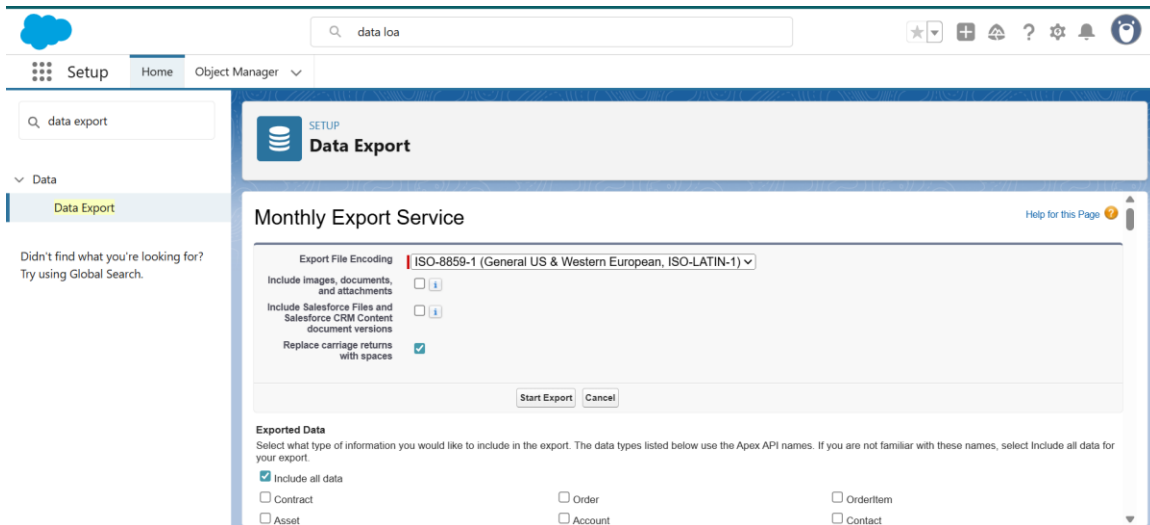 data loa
Setup
Home
Object Manager
data export
Data
Data Export
Didn't find what you're looking for?
Try using Global Search.
SETUP
Data Export
Monthly Export Service
Help for this Page
Export File Encoding
ISO-8859-1 (General US & Western European, ISO-LATIN-1)
Include images, documents,
and attachments
Include Salesforce Files and
Salesforce CRM Content
document versions
Replace carriage returns
with spaces
Start Export
Cancel
Exported Data
Select what type of information you would like to include in the export. The data types listed below use the Apex API names. If you are not familiar with these names, select Include all data for
your export.
Include all data
Contract
Order
OrderItem
Asset
Account
Contact